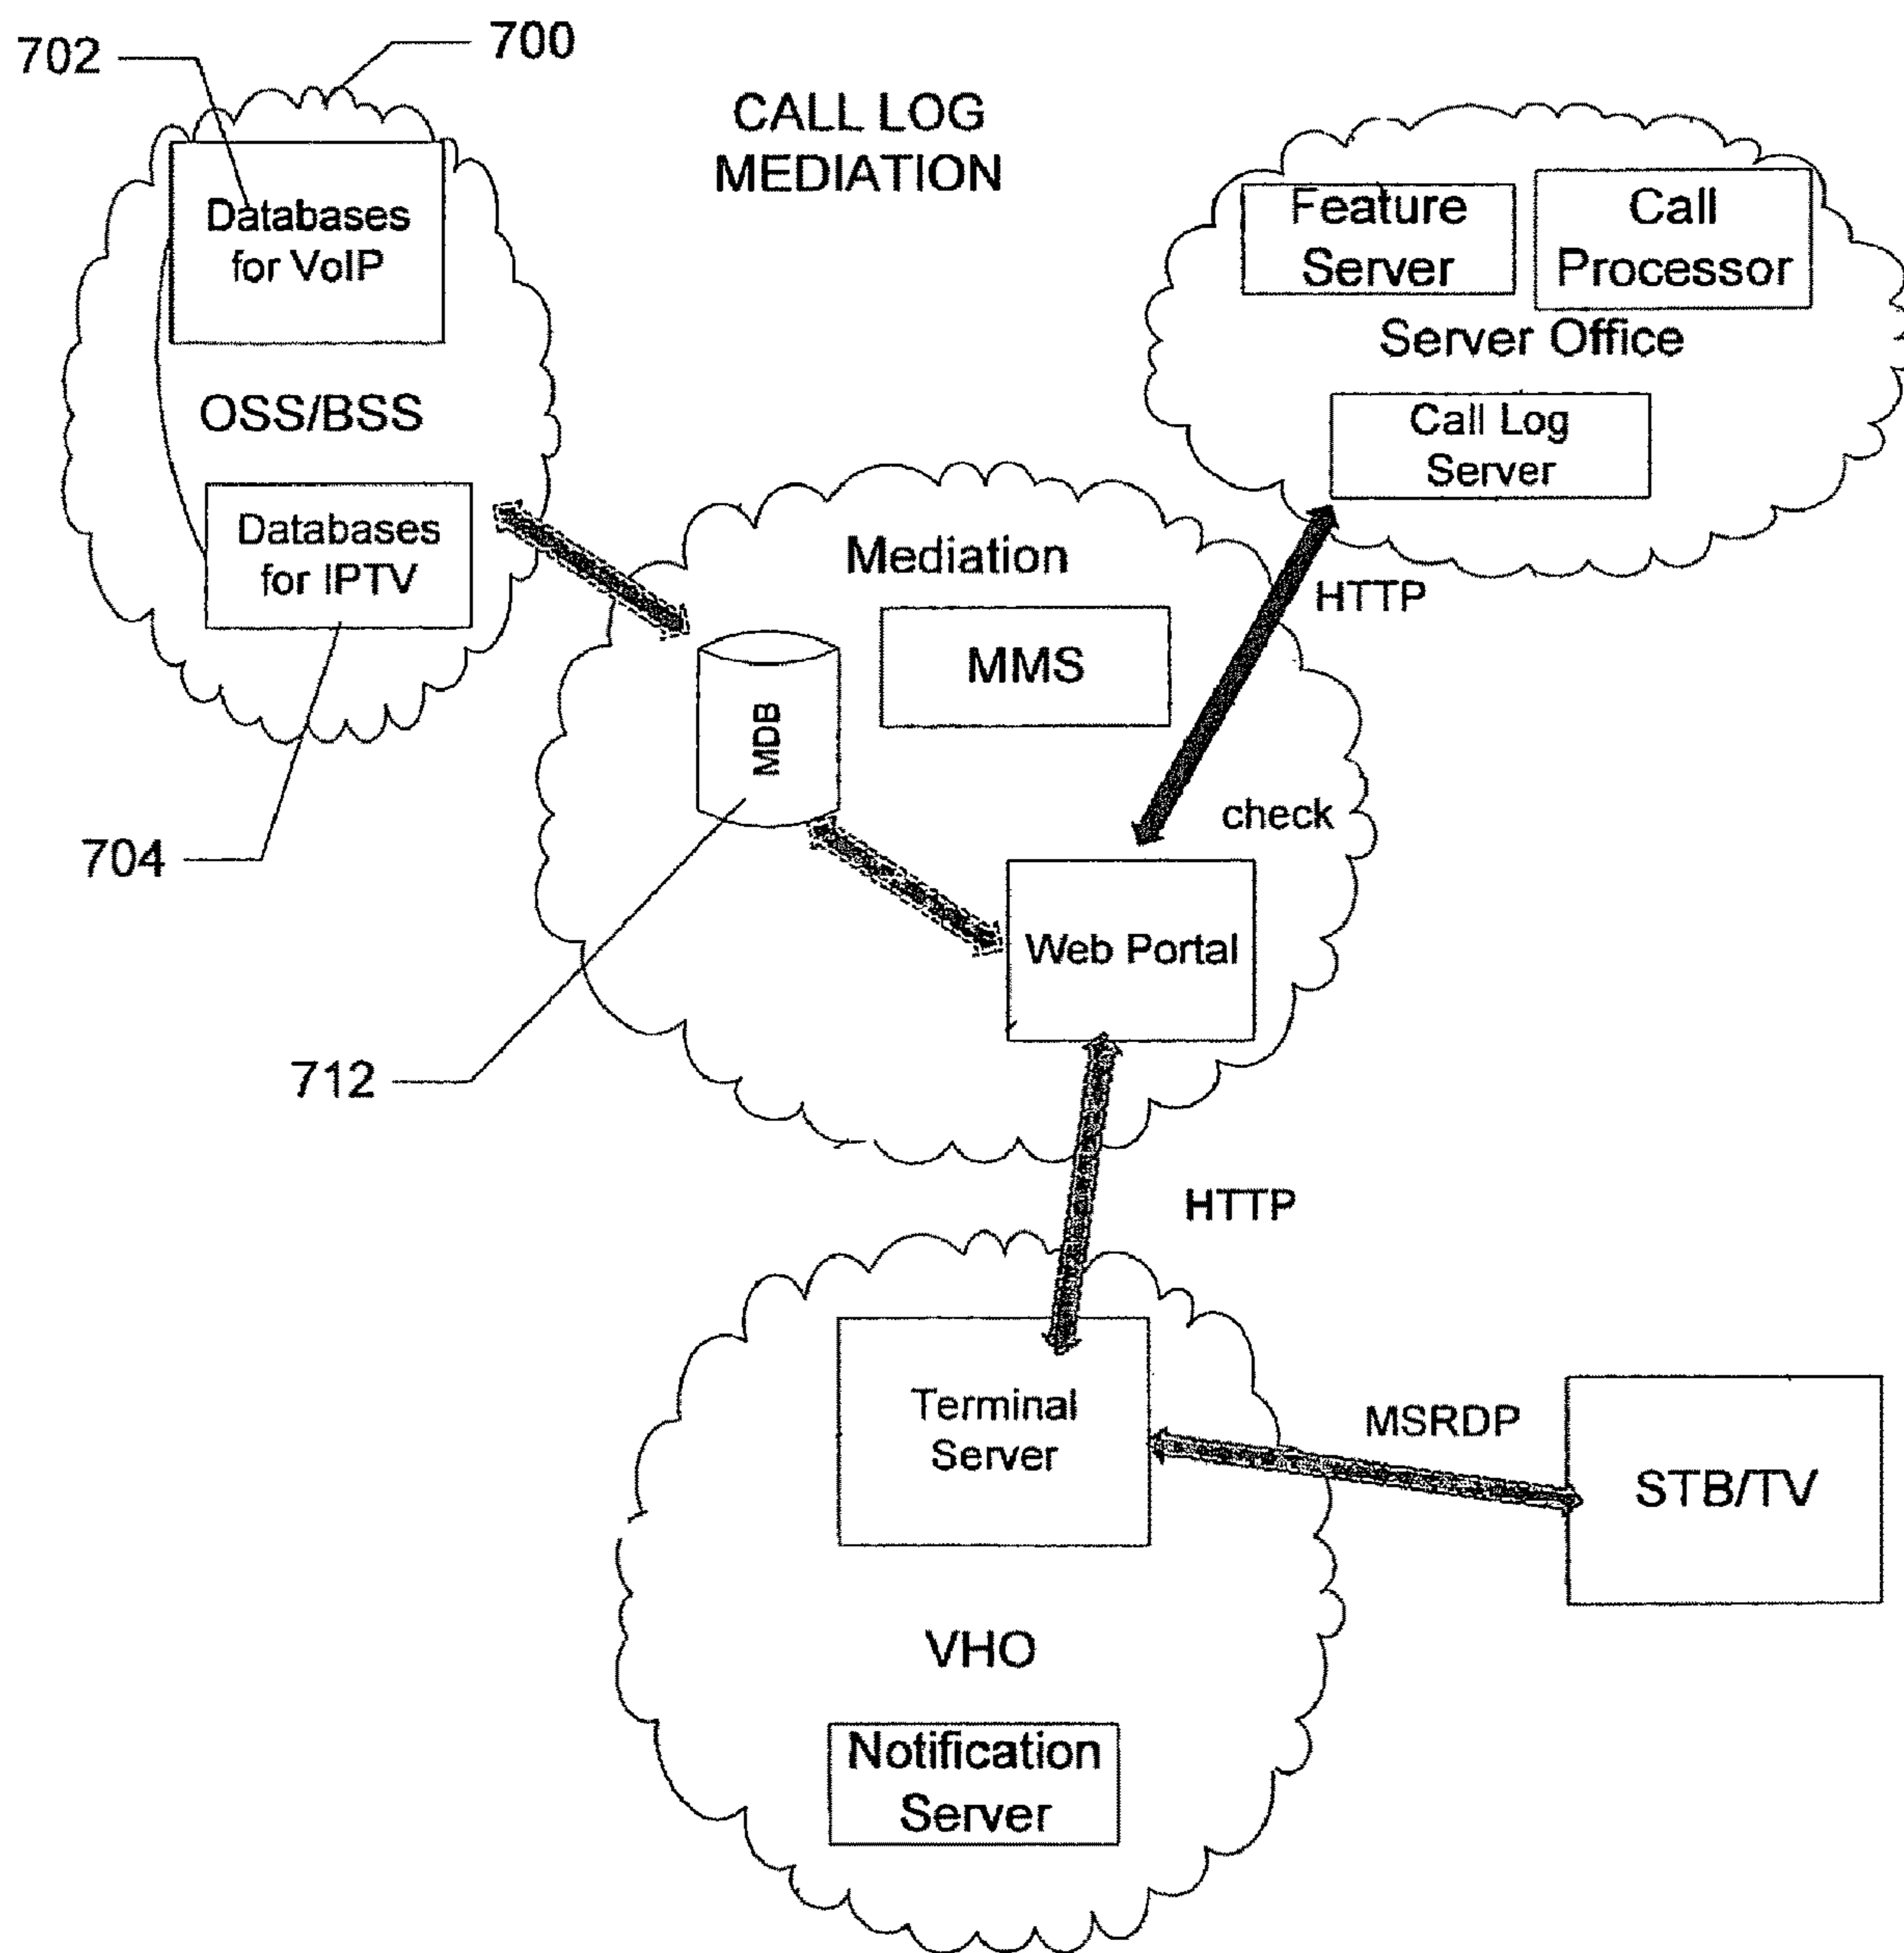 702
700
CALL LOG
MEDIATION
Databases
for VoIP
OSS/BSS
Databases
for IPTV
704
Feature
Server
Call
Processor
Server Office
Call Log
Server
HTTP
Mediation
MMS
MDB
check
Web Portal
712
HTTP
Terminal
Server
MSRDP
STB/TV
VHO
Notification
Server